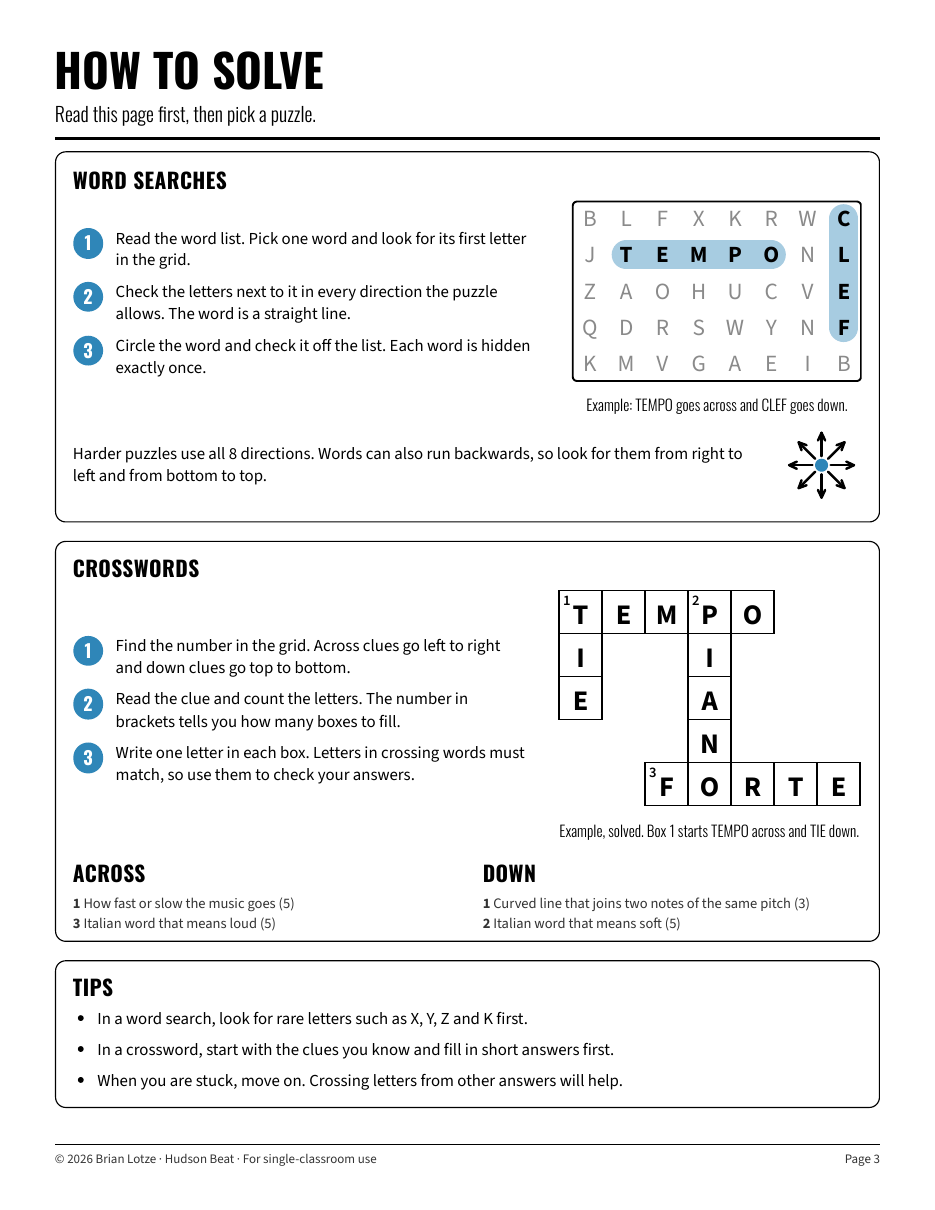 HOW TO SOLVE
Read this page first, then pick a puzzle.
WORD SEARCHES
1 Read the word list. Pick one word and look for its first letter
in the grid.
2 Check the letters next to it in every direction the puzzle
allows. The word is a straight line.
3 Circle the word and check it off the list. Each word is hidden
exactly once.
B L F X K R W C
J T E M P O N L
Z A O H U C V E
Q D R S W Y N F
K M V G A E I B
Example: TEMPO goes across and CLEF goes down.
Harder puzzles use all 8 directions. Words can also run backwards, so look for them from right to
left and from bottom to top.
CROSSWORDS
1 Find the number in the grid. Across clues go left to right
and down clues go top to bottom.
2 Read the clue and count the letters. The number in
brackets tells you how many boxes to fill.
3 Write one letter in each box. Letters in crossing words must
match, so use them to check your answers.
1 T E M 2 P O
I I
E A
N
3 F O R T E
Example, solved. Box 1 starts TEMPO across and TIE down.
ACROSS
1 How fast or slow the music goes (5)
3 Italian word that means loud (5)
DOWN
1 Curved line that joins two notes of the same pitch (3)
2 Italian word that means soft (5)
TIPS
• In a word search, look for rare letters such as X, Y, Z and K first.
• In a crossword, start with the clues you know and fill in short answers first.
• When you are stuck, move on. Crossing letters from other answers will help.
© 2026 Brian Lotze · Hudson Beat · For single-classroom use
Page 3